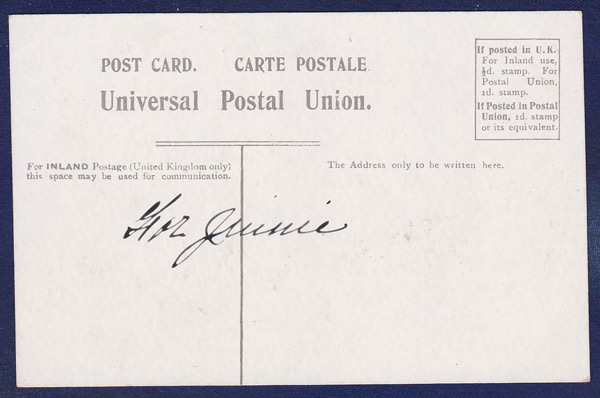 POST CARD. CARTE POSTALE.
Universal Postal Union.
If posted in U.K.
For Inland use,
½d. stamp. For
Postal Union,
1d. stamp.
If Posted in Postal
Union, 1d. stamp
or its equivalent.
For INLAND Postage (United Kingdom only)
this space may be used for communication.
The Address only to be written here.
For Jinnie